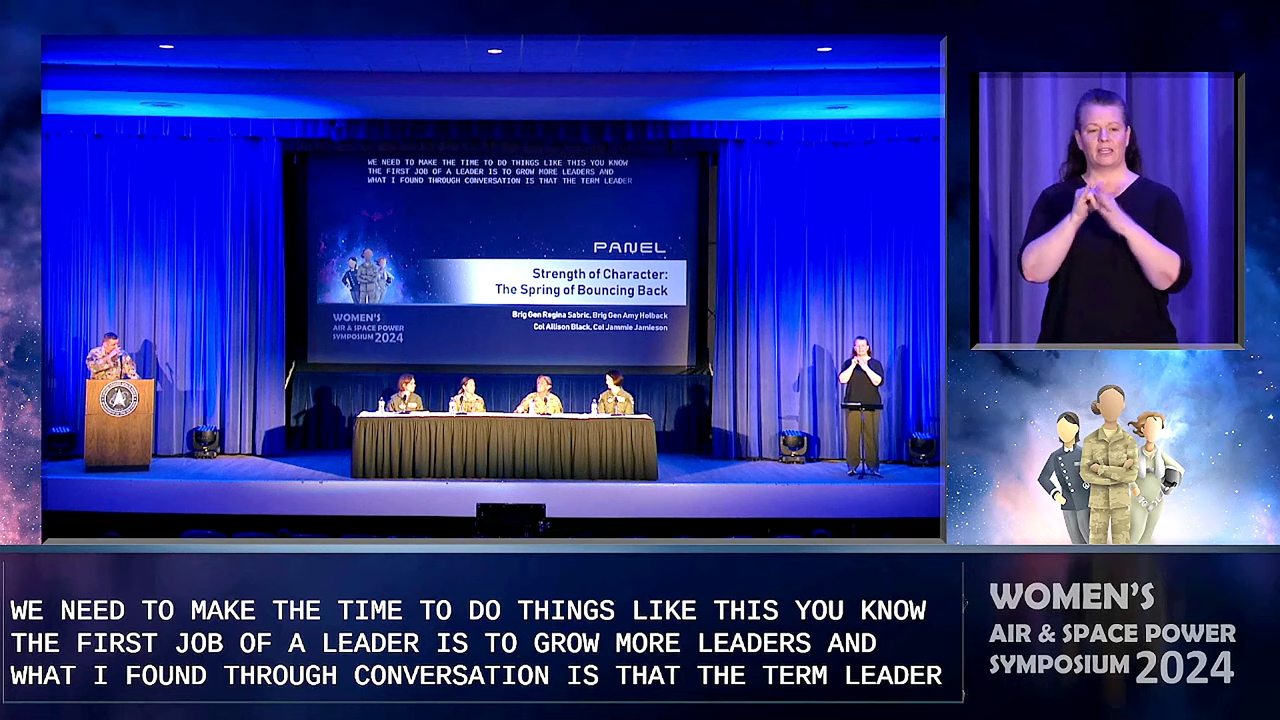 WE NEED TO MAKE THE TIME TO DO THINGS LIKE THIS YOU KNOW
THE FIRST JOB OF A LEADER IS TO GROW MORE LEADERS AND
WHAT I FOUND THROUGH CONVERSATION IS THAT THE TERM LEADER
PANEL
Strength of Character:
The Spring of Bouncing Back
Brig Gen Regina Sabric, Brig Gen Amy Holback
Col Allison Black, Col Jammie Jamieson
WOMEN'S
AIR & SPACE POWER
SYMPOSIUM 2024
WE NEED TO MAKE THE TIME TO DO THINGS LIKE THIS YOU KNOW
THE FIRST JOB OF A LEADER IS TO GROW MORE LEADERS AND
WHAT I FOUND THROUGH CONVERSATION IS THAT THE TERM LEADER
WOMEN'S
AIR & SPACE POWER
SYMPOSIUM 2024